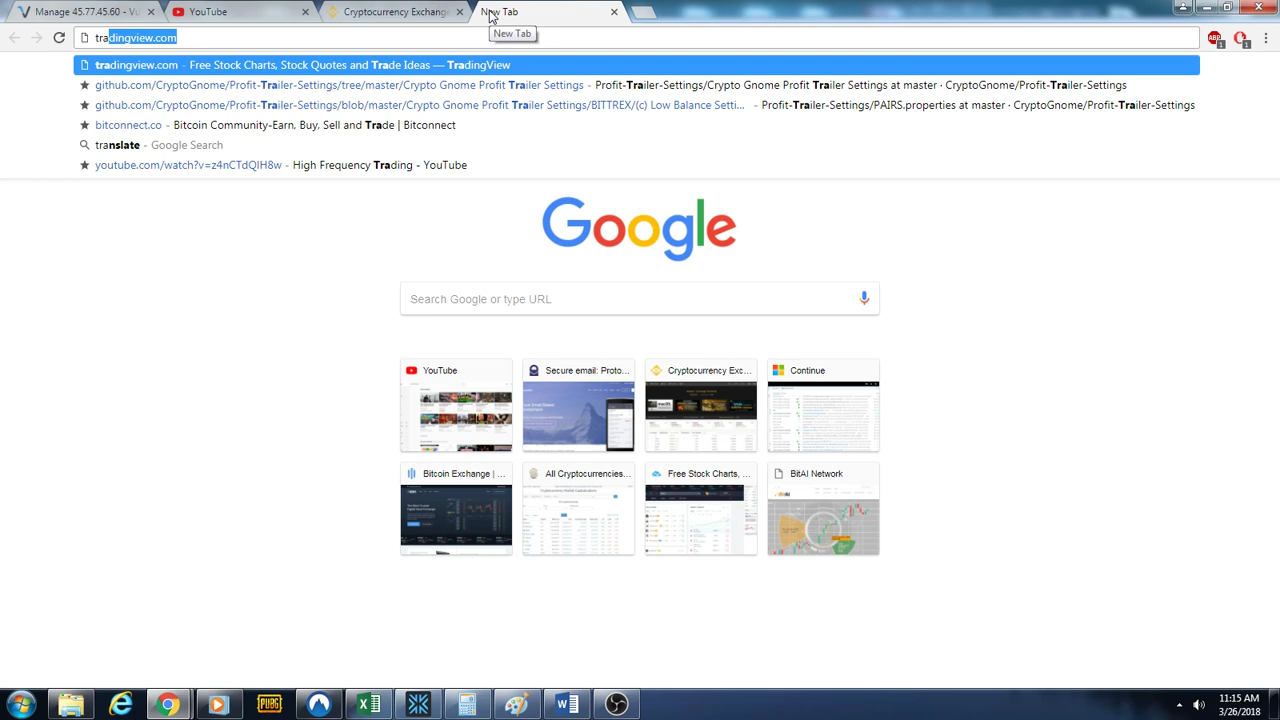 Manage 45.77.45.60 - Vu
YouTube
Cryptocurrency Exchang
New Tab
tradingview.com
New Tab
tradingview.com - Free Stock Charts, Stock Quotes and Trade Ideas — TradingView
github.com/CryptoGnome/Profit-Trailer-Settings/tree/master/Crypto Gnome Profit Trailer Settings - Profit-Trailer-Settings/Crypto Gnome Profit Trailer Settings at master · CryptoGnome/Profit-Trailer-Settings
github.com/CryptoGnome/Profit-Trailer-Settings/blob/master/Crypto Gnome Profit Trailer Settings/BITTREX/(c) Low Balance Setti... - Profit-Trailer-Settings/PAIRS.properties at master · CryptoGnome/Profit-Trailer-Settings
bitconnect.co - Bitcoin Community-Earn, Buy, Sell and Trade | Bitconnect
translate - Google Search
youtube.com/watch?v=z4nCTdQIH8w - High Frequency Trading - YouTube
Google
Search Google or type URL
YouTube
Secure email: Proto...
Cryptocurrency Exc...
Continue
Bitcoin Exchange | ...
All Cryptocurrencies...
Free Stock Charts, ...
BitAI Network
PUBG
11:15 AM
3/26/2018